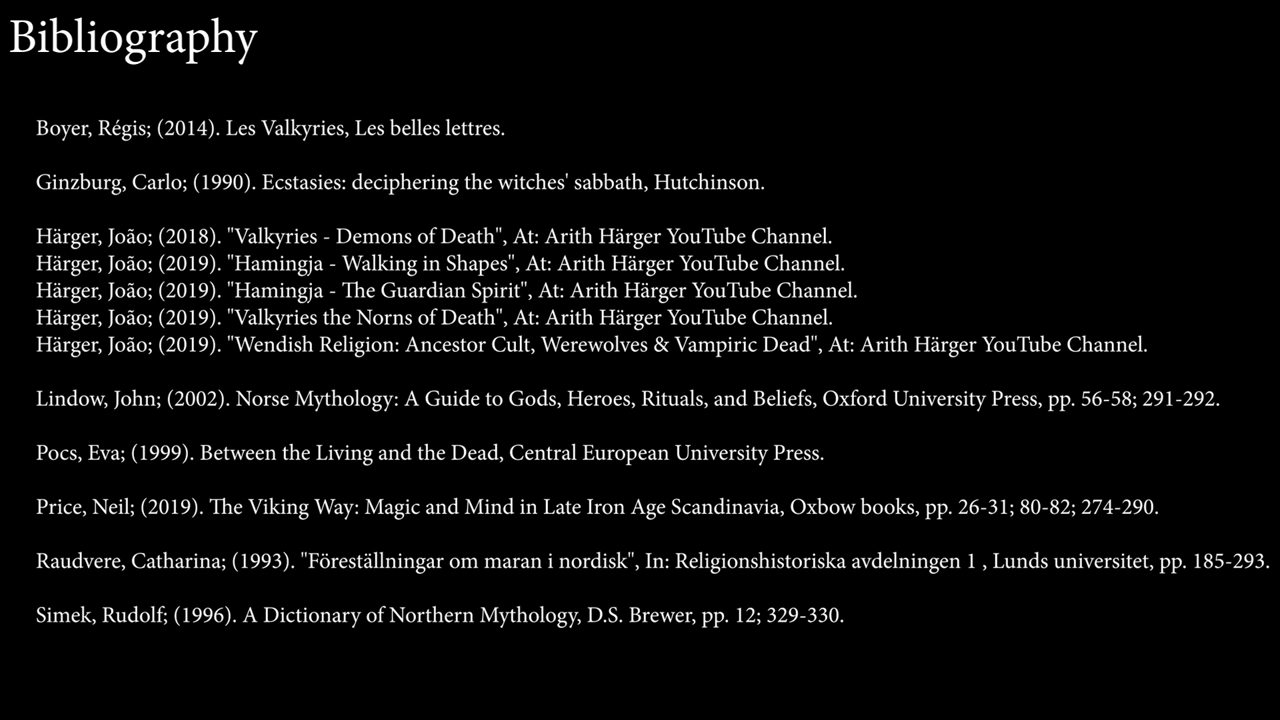 Bibliography
Boyer, Régis; (2014). Les Valkyries, Les belles lettres.
Ginzburg, Carlo; (1990). Ecstasies: deciphering the witches' sabbath, Hutchinson.
Härger, João; (2018). "Valkyries - Demons of Death", At: Arith Härger YouTube Channel.
Härger, João; (2019). "Hamingja - Walking in Shapes", At: Arith Härger YouTube Channel.
Härger, João; (2019). "Hamingja - The Guardian Spirit", At: Arith Härger YouTube Channel.
Härger, João; (2019). "Valkyries the Norns of Death", At: Arith Härger YouTube Channel.
Härger, João; (2019). "Wendish Religion: Ancestor Cult, Werewolves & Vampiric Dead", At: Arith Härger YouTube Channel.
Lindow, John; (2002). Norse Mythology: A Guide to Gods, Heroes, Rituals, and Beliefs, Oxford University Press, pp. 56-58; 291-292.
Pocs, Eva; (1999). Between the Living and the Dead, Central European University Press.
Price, Neil; (2019). The Viking Way: Magic and Mind in Late Iron Age Scandinavia, Oxbow books, pp. 26-31; 80-82; 274-290.
Raudvere, Catharina; (1993). "Föreställningar om maran i nordisk", In: Religionshistoriska avdelningen 1 , Lunds universitet, pp. 185-293.
Simek, Rudolf; (1996). A Dictionary of Northern Mythology, D.S. Brewer, pp. 12; 329-330.